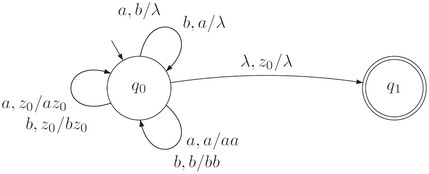 a, b/λ
b, a/λ
λ, z₀/λ
q₀
q₁
a, z₀/az₀
b, z₀/bz₀
a, a/aa
b, b/bb